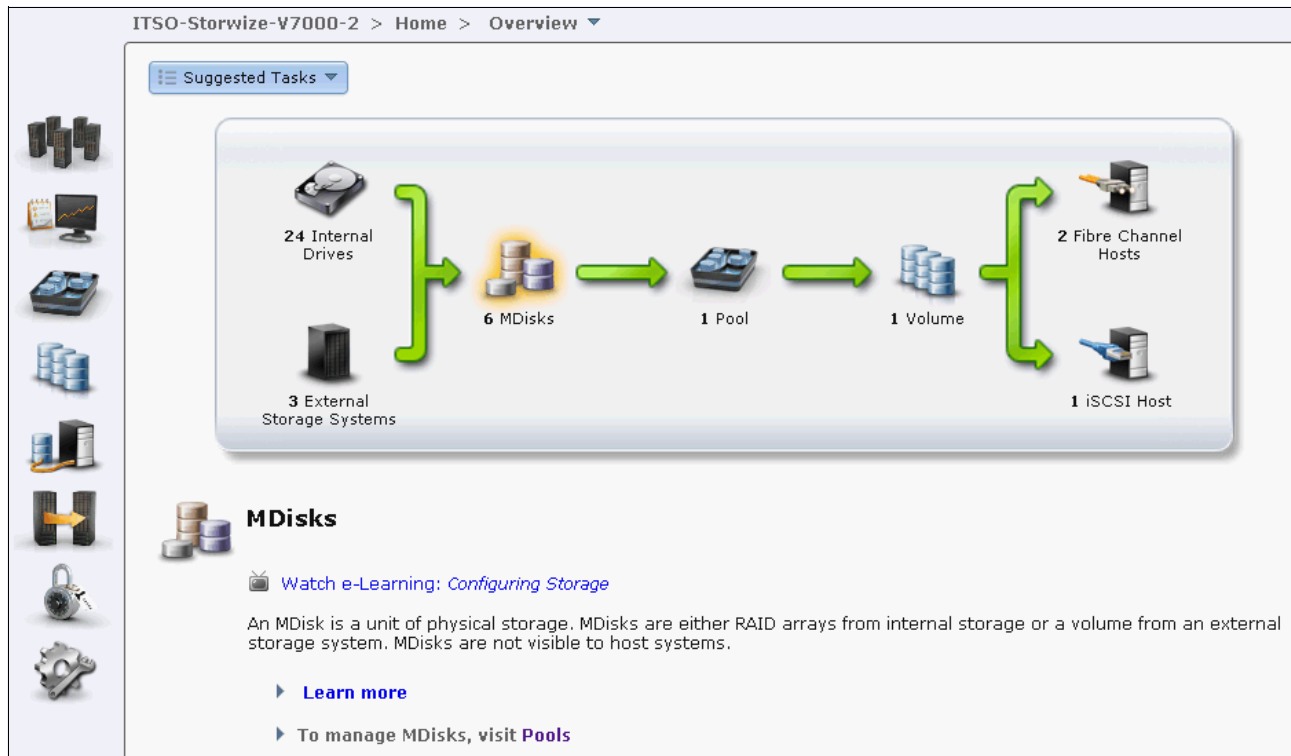 ITSO-Storwize-V7000-2 > Home > Overview
Suggested Tasks
24 Internal
Drives
3 External
Storage Systems
6 MDisks
1 Pool
1 Volume
2 Fibre Channel
Hosts
1 iSCSI Host
MDisks
Watch e-Learning: Configuring Storage
An MDisk is a unit of physical storage. MDisks are either RAID arrays from internal storage or a volume from an external
storage system. MDisks are not visible to host systems.
Learn more
To manage MDisks, visit Pools